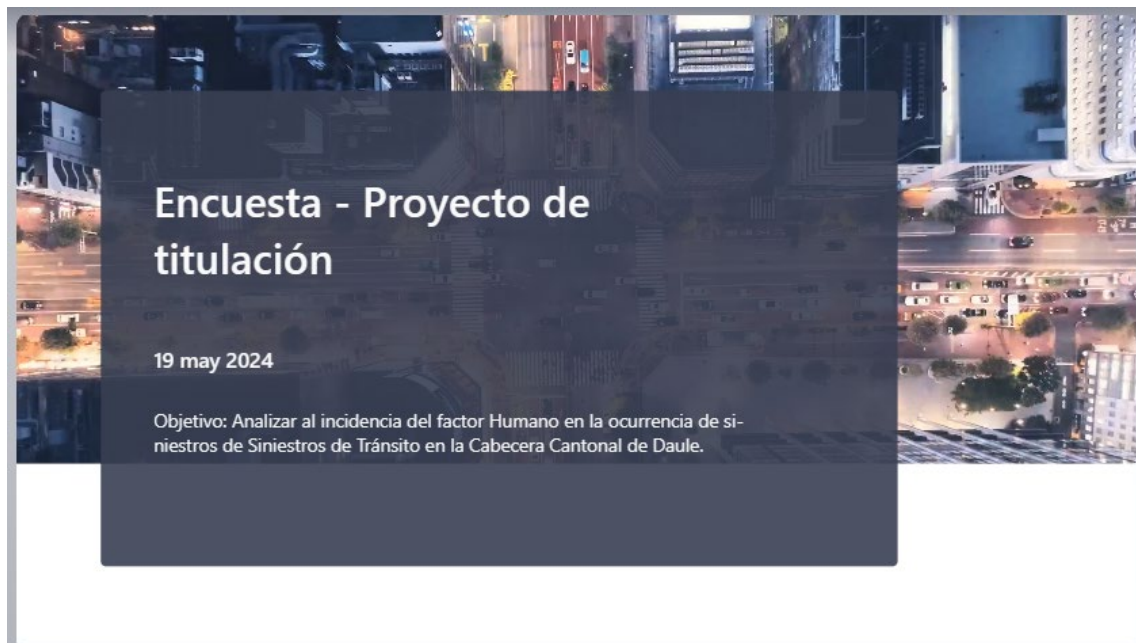 Encuesta - Proyecto de
titulación
19 may 2024
Objetivo: Analizar al incidencia del factor Humano en la ocurrencia de si-
niestros de Siniestros de Tránsito en la Cabecera Cantonal de Daule.